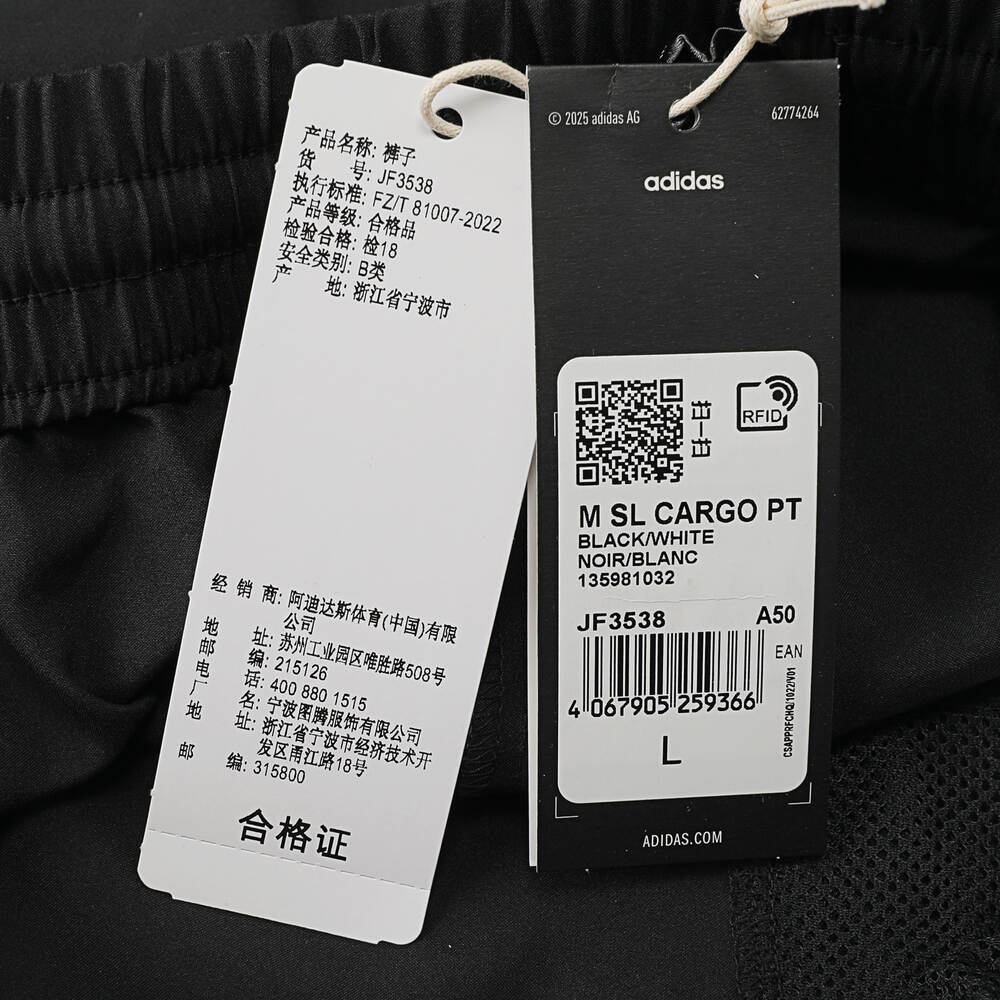 产品名称: 裤子
货 号: JF3538
执行标准: FZ/T 81007-2022
产品等级: 合格品
检验合格: 检18
安全类别: B类
产 地: 浙江省宁波市
经 销 商: 阿迪达斯体育(中国)有限
公司
地 址: 苏州工业园区唯胜路508号
邮 编: 215126
电 话: 400 880 1515
厂 名: 宁波图腾服饰有限公司
地 址: 浙江省宁波市经济技术开
发区甬江路18号
邮 编: 315800
合格证
© 2025 adidas AG
62774264
adidas
扫一扫
RFID
M SL CARGO PT
BLACK/WHITE
NOIR/BLANC
135981032
JF3538 A50
EAN
4 067905 259366
CSAPPRFCHQ/1022/V01
L
ADIDAS.COM